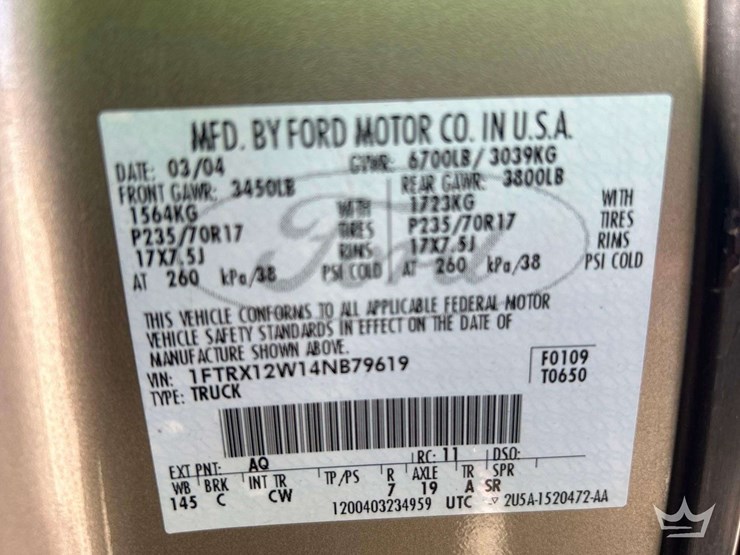 MFD. BY FORD MOTOR CO. IN U.S.A.
DATE: 03/04 GVWR: 6700LB/ 3039KG
FRONT GAWR: 3450LB REAR GAWR: 3800LB
1564KG WITH 1723KG WITH
P235/70R17 TIRES P235/70R17 TIRES
17X7.5J RIMS 17X7.5J RIMS
AT 260 kPa/38 PSI COLD AT 260 kPa/38 PSI COLD
Ford
THIS VEHICLE CONFORMS TO ALL APPLICABLE FEDERAL MOTOR
VEHICLE SAFETY STANDARDS IN EFFECT ON THE DATE OF
MANUFACTURE SHOWN ABOVE.
VIN: 1FTRX12W14NB79619 F0109
TYPE: TRUCK T0650
EXT PNT: AQ RC: 11 DSO:
WB BRK INT TR TP/PS R AXLE TR SPR
145 C CW 7 19 A SR
1200403234959 UTC ▽ 2U5A-1520472-AA